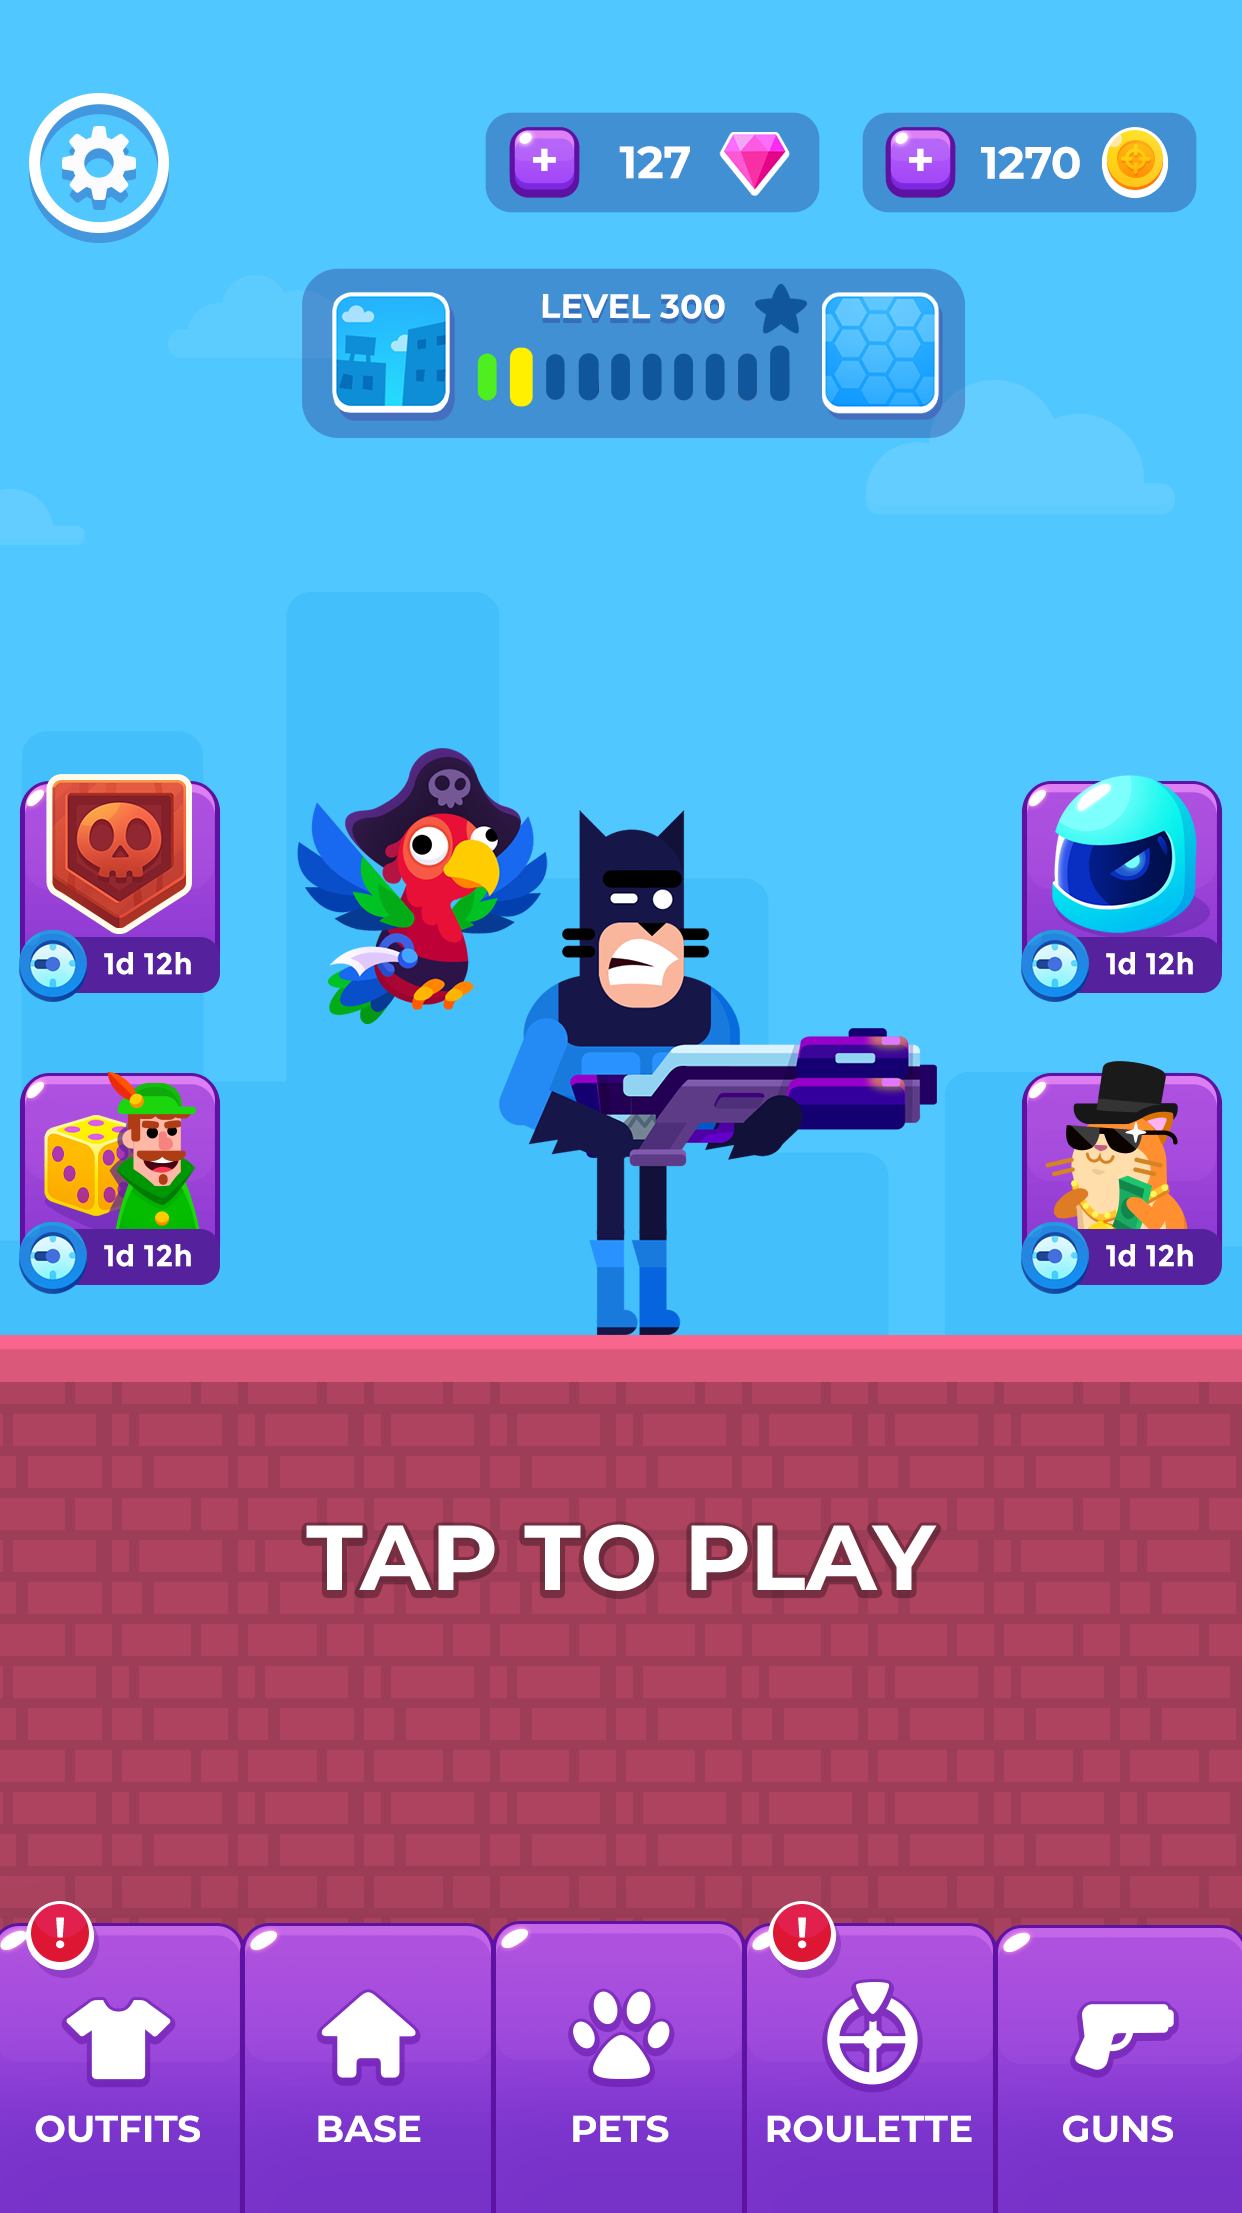 127
1270
LEVEL 300
1d 12h
1d 12h
1d 12h
1d 12h
TAP TO PLAY
!
!
OUTFITS
BASE
PETS
ROULETTE
GUNS